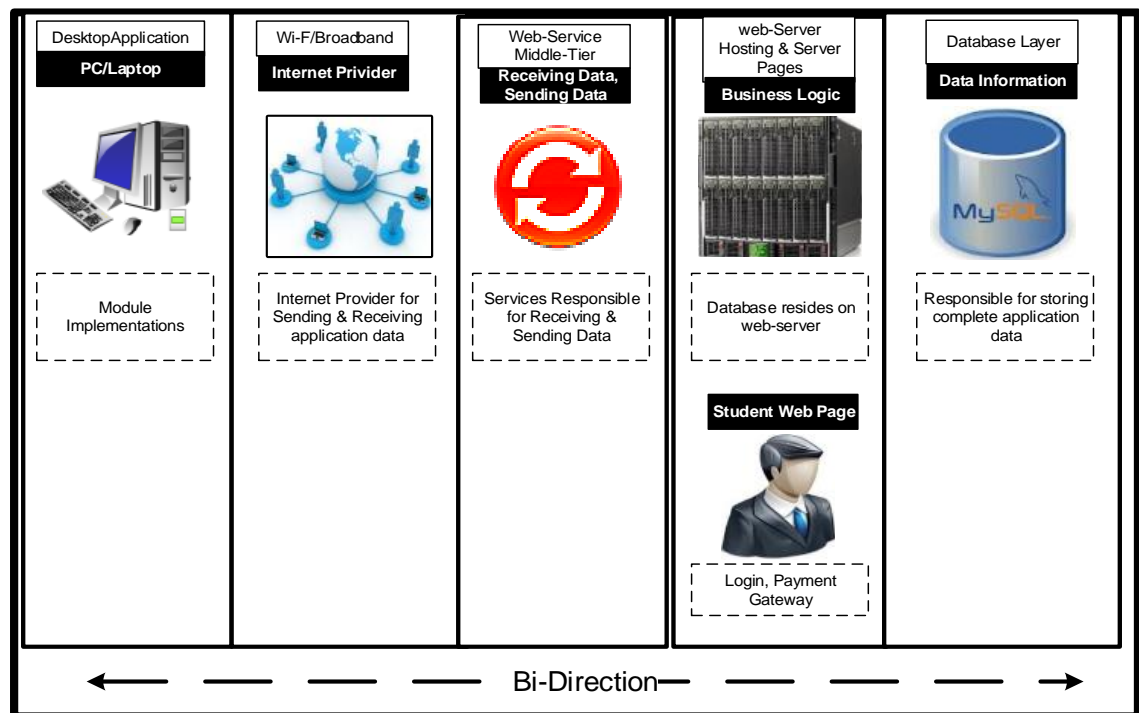 DesktopApplication
PC/Laptop
Module
Implementations
Wi-F/Broadband
Internet Privider
Internet Provider for
Sending & Receiving
application data
Web-Service
Middle-Tier
Receiving Data,
Sending Data
Services Responsible
for Receiving &
Sending Data
web-Server
Hosting & Server
Pages
Business Logic
Database resides on
web-server
Student Web Page
Login, Payment
Gateway
Database Layer
Data Information
MySQL
Responsible for storing
complete application
data
Bi-Direction